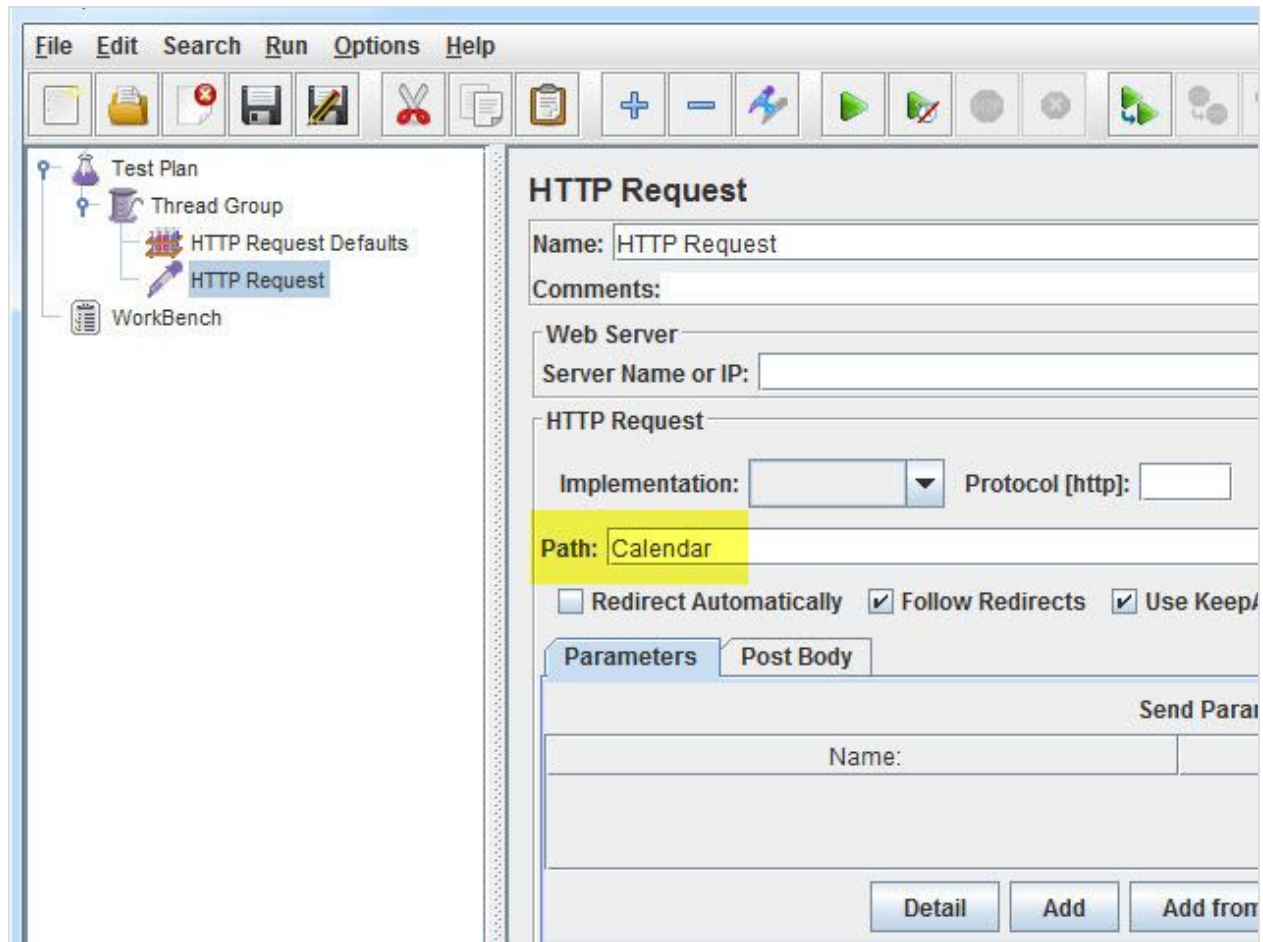 File Edit Search Run Options Help
Test Plan
Thread Group
HTTP Request Defaults
HTTP Request
WorkBench
HTTP Request
Name: HTTP Request
Comments:
Web Server
Server Name or IP:
HTTP Request
Implementation: Protocol [http]:
Path: Calendar
Redirect Automatically Follow Redirects Use Keep
Parameters Post Body
Send Parar
Name:
Detail Add Add from